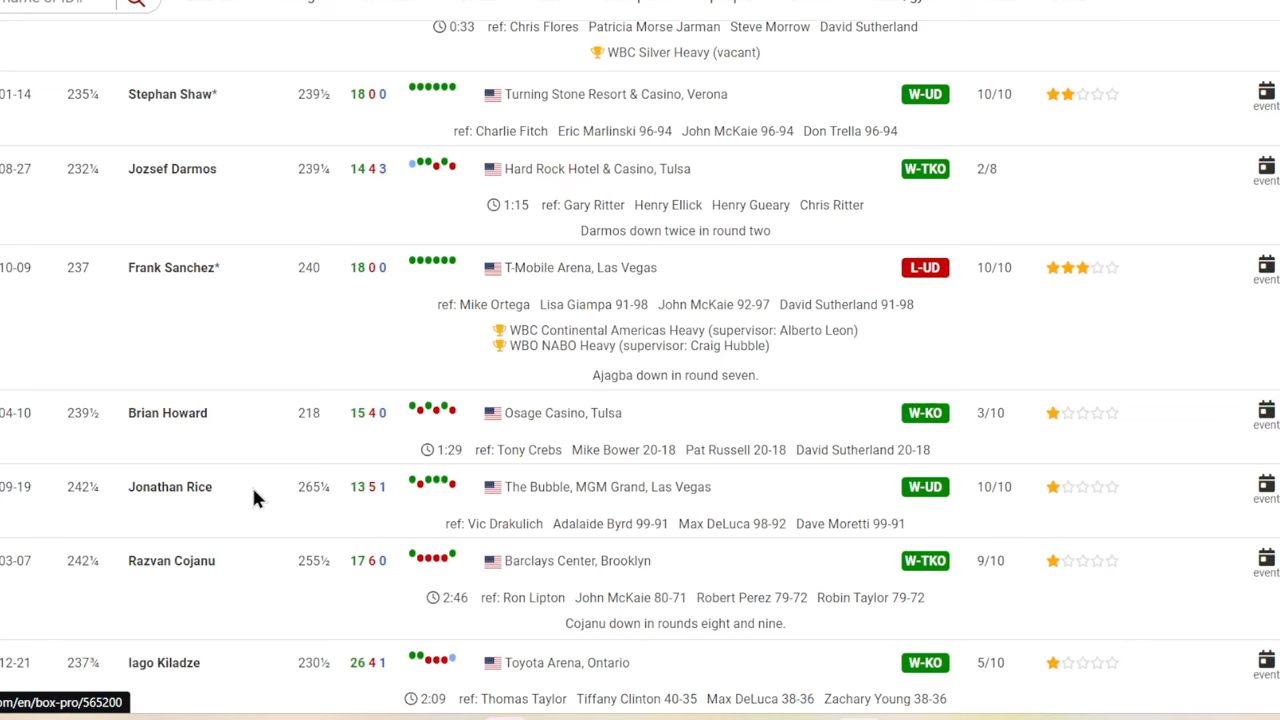 0:33 ref: Chris Flores Patricia Morse Jarman Steve Morrow David Sutherland
WBC Silver Heavy (vacant)
01-14 235¼ Stephan Shaw* 239½ 18 0 0 Turning Stone Resort & Casino, Verona W-UD 10/10 event
ref: Charlie Fitch Eric Marlinski 96-94 John McKaie 96-94 Don Trella 96-94
08-27 232¼ Jozsef Darmos 239¼ 14 4 3 Hard Rock Hotel & Casino, Tulsa W-TKO 2/8 event
1:15 ref: Gary Ritter Henry Ellick Henry Gueary Chris Ritter
Darmos down twice in round two
10-09 237 Frank Sanchez* 240 18 0 0 T-Mobile Arena, Las Vegas L-UD 10/10 event
ref: Mike Ortega Lisa Giampa 91-98 John McKaie 92-97 David Sutherland 91-98
WBC Continental Americas Heavy (supervisor: Alberto Leon)
WBO NABO Heavy (supervisor: Craig Hubble)
Ajagba down in round seven.
04-10 239½ Brian Howard 218 15 4 0 Osage Casino, Tulsa W-KO 3/10 event
1:29 ref: Tony Crebs Mike Bower 20-18 Pat Russell 20-18 David Sutherland 20-18
09-19 242¼ Jonathan Rice 265¼ 13 5 1 The Bubble, MGM Grand, Las Vegas W-UD 10/10 event
ref: Vic Drakulich Adalaide Byrd 99-91 Max DeLuca 98-92 Dave Moretti 99-91
03-07 242¼ Razvan Cojanu 255½ 17 6 0 Barclays Center, Brooklyn W-TKO 9/10 event
2:46 ref: Ron Lipton John McKaie 80-71 Robert Perez 79-72 Robin Taylor 79-72
Cojanu down in rounds eight and nine.
12-21 237¾ Iago Kiladze 230½ 26 4 1 Toyota Arena, Ontario W-KO 5/10 event
om/en/box-pro/565200
2:09 ref: Thomas Taylor Tiffany Clinton 40-35 Max DeLuca 38-36 Zachary Young 38-36